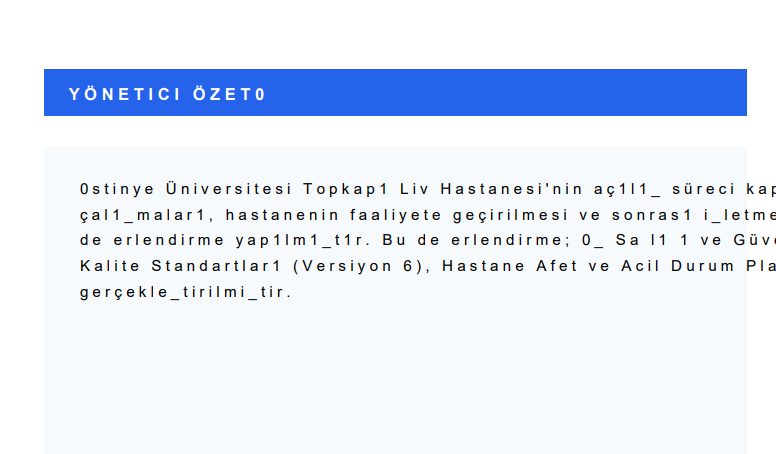 YÖNETICI ÖZET0
0stinye Üniversitesi Topkap1 Liv Hastanesi'nin aç1l1_ süreci kap
çal1_malar1, hastanenin faaliyete geçirilmesi ve sonras1 i_letme
de erlendirme yap1lm1_t1r. Bu de erlendirme; 0_ Sa l1 1 ve Güve
Kalite Standartlar1 (Versiyon 6), Hastane Afet ve Acil Durum Pla
gerçekle_tirilmi_tir.